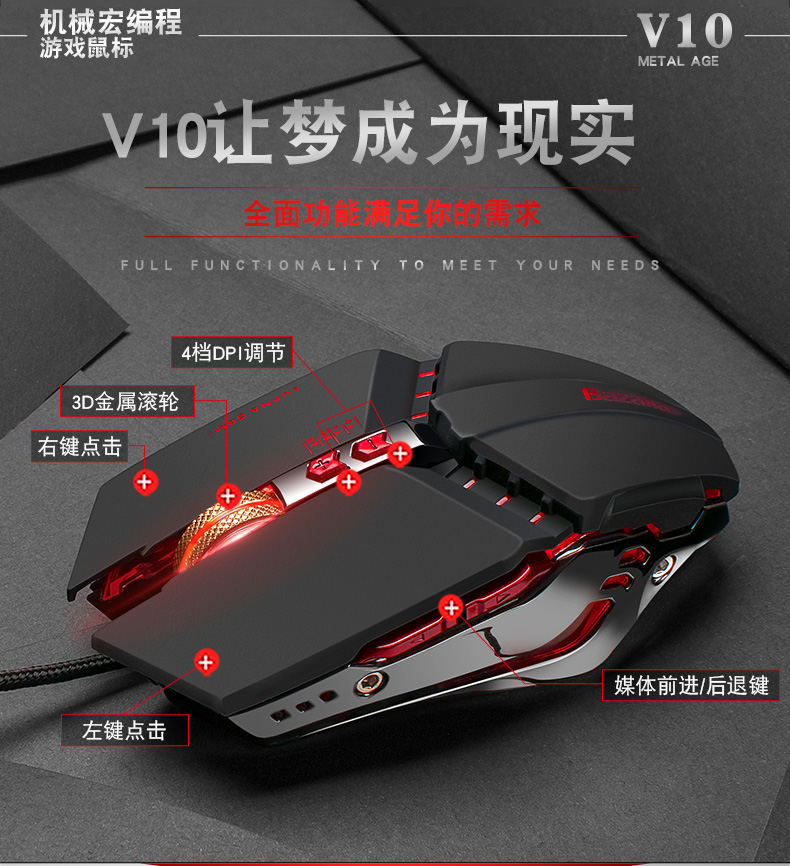 机械宏编程
游戏鼠标
V10
METAL AGE
V10让梦成为现实
全面功能满足你的需求
FULL FUNCTIONALITY TO MEET YOUR NEEDS
4档DPI调节
3D金属滚轮
右键点击
左键点击
媒体前进/后退键